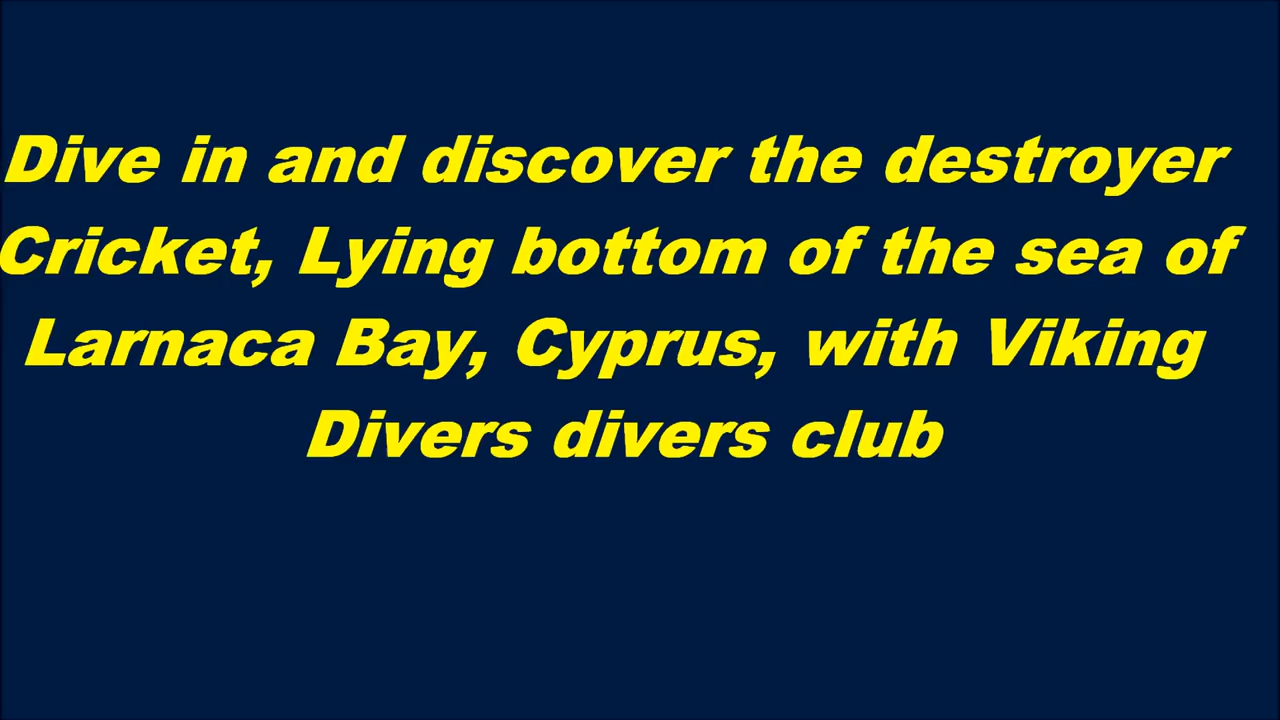 Dive in and discover the destroyer
Cricket, Lying bottom of the sea of
Larnaca Bay, Cyprus, with Viking
Divers divers club